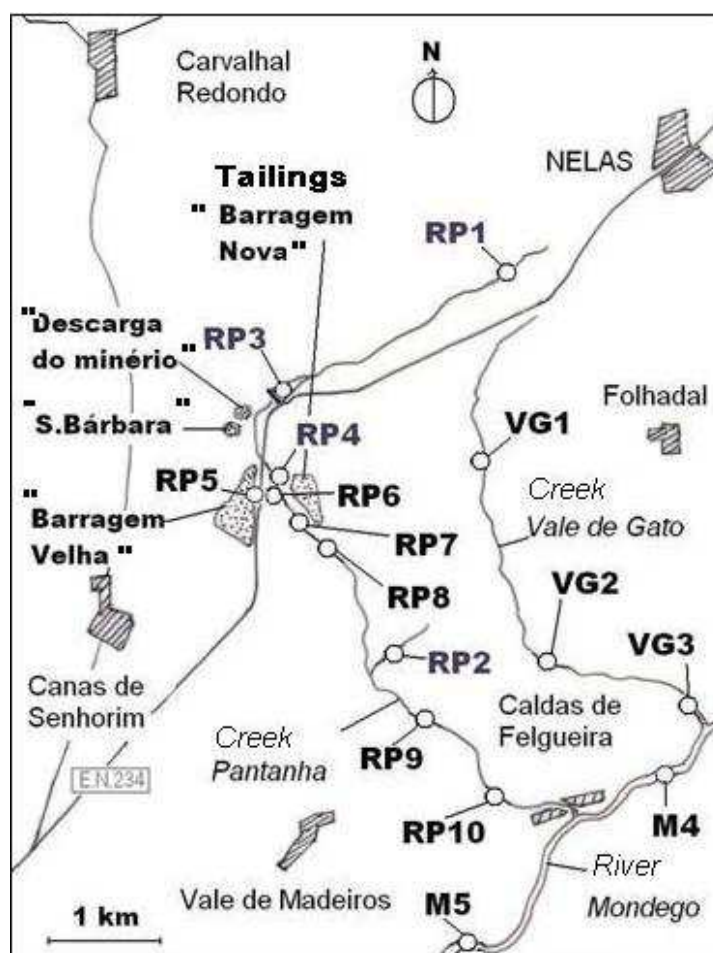 Carvalhal
Redondo
N
NELAS
Tailings
" Barragem
Nova"
RP1
"Descarga
do minério"
RP3
Folhadal
"S.Bárbara "
RP4
VG1
RP5
RP6
Creek
Vale de Gato
"Barragem
Velha "
RP7
RP8
VG2
VG3
RP2
Canas de
Senhorim
Caldas de
Felgueira
Creek
Pantanha
RP9
E.N.234
RP10
M4
River
Mondego
Vale de Madeiros
M5
1 km